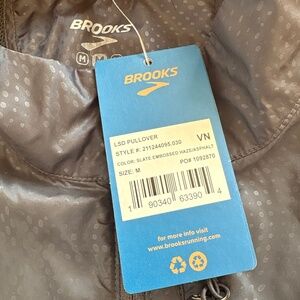 BROOKS
M
BROOKS
LSD PULLOVER
STYLE #: 211244095.030 VN
COLOR: SLATE EMBOSSED HAZE/ASPHALT
SIZE: M PO# 1092870
1 90340 63390 4
for more info visit
www.brooksrunning.com